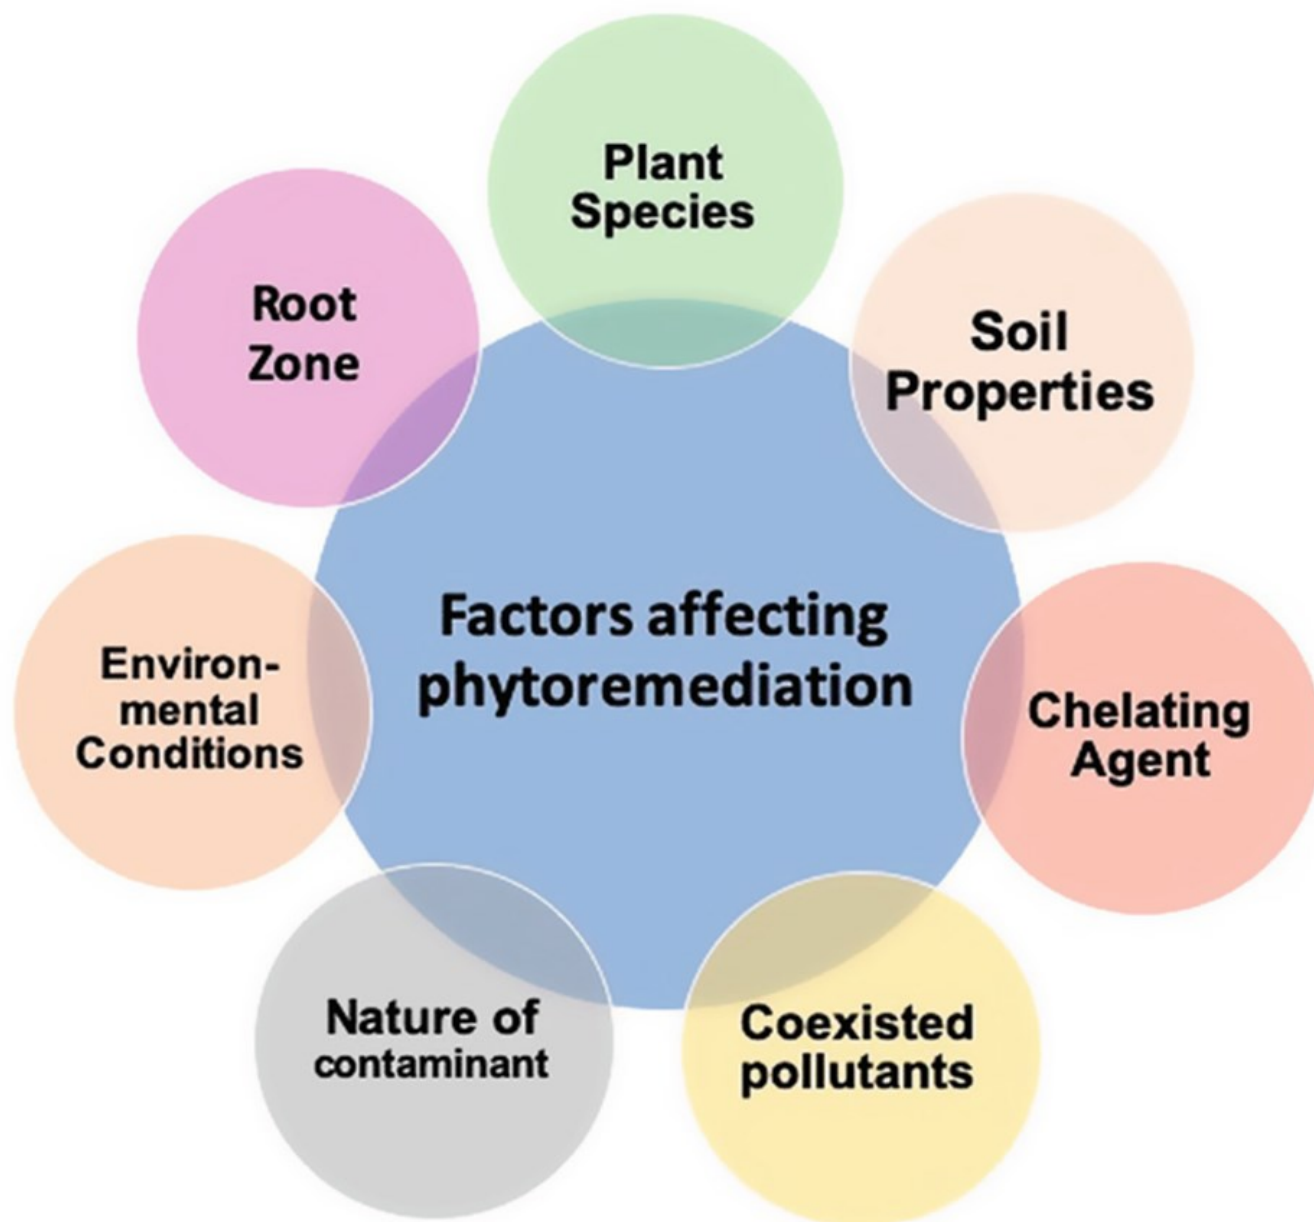 Plant
Species
Root
Zone
Soil
Properties
Factors affecting
phytoremediation
Environ-
mental
Conditions
Chelating
Agent
Nature of
contaminant
Coexisted
pollutants